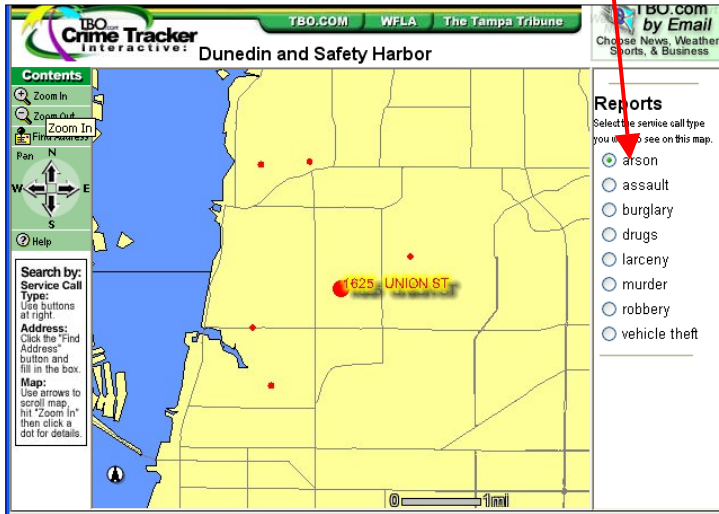 TBO.com
Crime Tracker
Interactive:
TBO.COM
WFLA
The Tampa Tribune
TBO.com
by Email
Choose News, Weather
Sports, & Business
Dunedin and Safety Harbor
Contents
Zoom In
Zoom Out
Zoom In
Find Address
Pan
N
W
E
S
Help
Search by:
Service Call
Type:
Use buttons
at right.
Address:
Click the "Find
Address"
button and
fill in the box.
Map:
Use arrows to
scroll map,
hit "Zoom In"
then click a
dot for details.
1625 - UNION ST
0
1mi
Reports
Select the service call type
you want to see on this map.
arson
assault
burglary
drugs
larceny
murder
robbery
vehicle theft